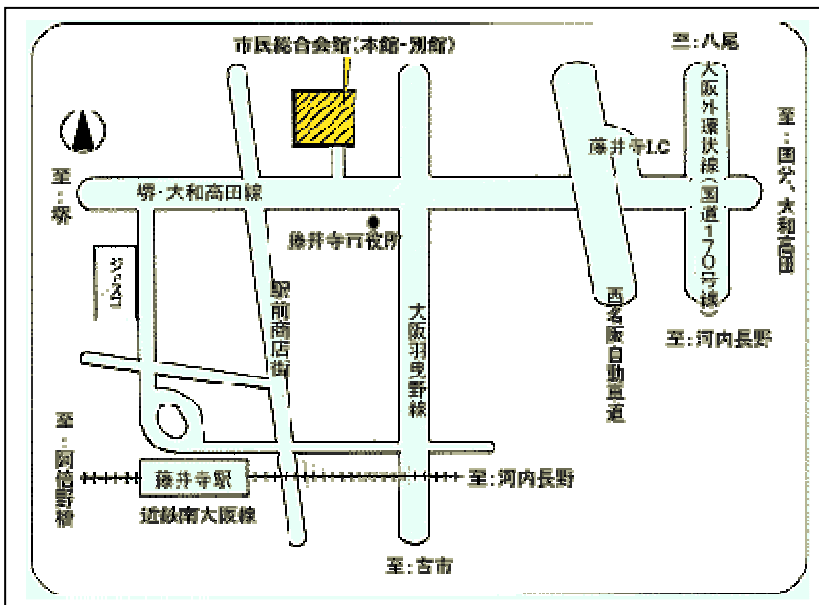 市民総合会館(本館・別館)
至:八尾
大阪外環状線(国道170号線)
藤井寺I.C
至:国分、大和高田
至:堺
堺・大和高田線
藤井寺市役所
ジャスコ
駅前商店街
大阪羽曳野線
西名阪自動車道
至:河内長野
至:阿倍野橋
藤井寺駅
至:河内長野
近鉄南大阪線
至:古市